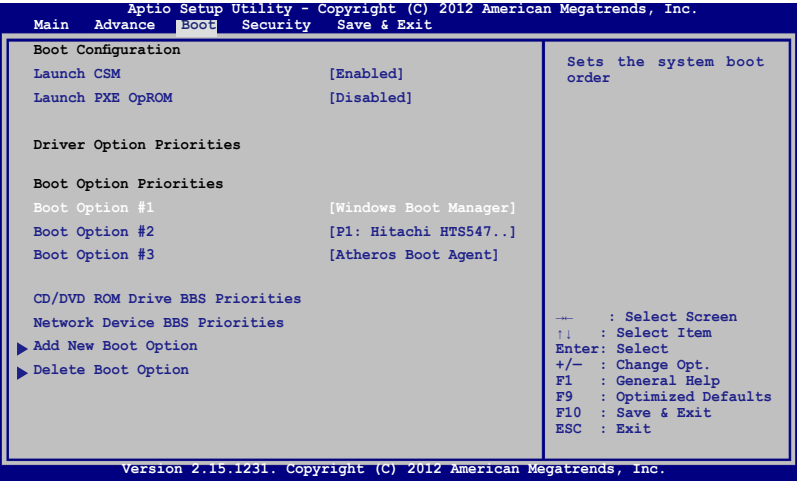 Aptio Setup Utility - Copyright (C) 2012 American Megatrends, Inc.
Main Advance Boot Security Save & Exit
Boot Configuration
Launch CSM [Enabled]
Launch PXE OpROM [Disabled]
Driver Option Priorities
Boot Option Priorities
Boot Option #1 [Windows Boot Manager]
Boot Option #2 [P1: Hitachi HTS547..]
Boot Option #3 [Atheros Boot Agent]
CD/DVD ROM Drive BBS Priorities
Network Device BBS Priorities
Add New Boot Option
Delete Boot Option
Sets the system boot
order
→← : Select Screen
↑↓ : Select Item
Enter: Select
+/— : Change Opt.
F1 : General Help
F9 : Optimized Defaults
F10 : Save & Exit
ESC : Exit
Version 2.15.1231. Copyright (C) 2012 American Megatrends, Inc.